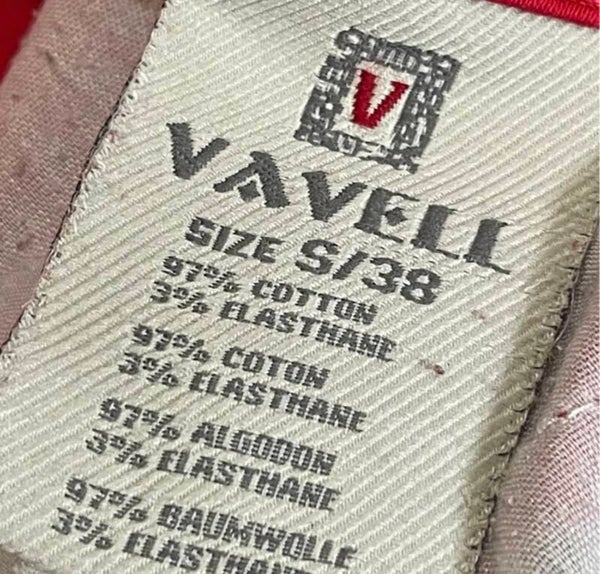 V
VAVELL
SIZE S/38
97% COTTON
3% ELASTHANE
97% COTON
3% ELASTHANE
97% ALGODON
3% ELASTHANE
97% BAUMWOLLE
3% ELASTHANE